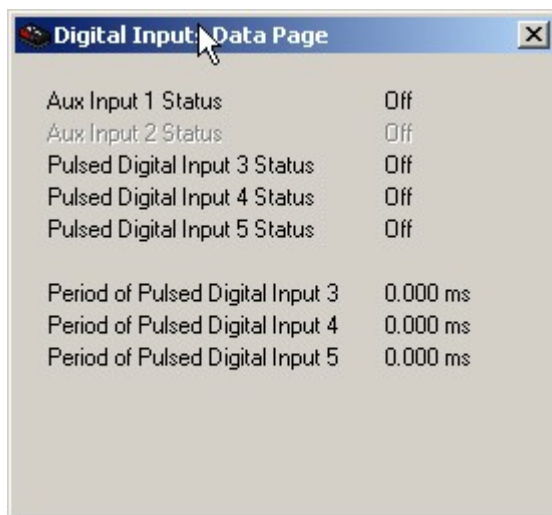 Digital Inputs Data Page
Aux Input 1 Status Off
Aux Input 2 Status Off
Pulsed Digital Input 3 Status Off
Pulsed Digital Input 4 Status Off
Pulsed Digital Input 5 Status Off
Period of Pulsed Digital Input 3 0.000 ms
Period of Pulsed Digital Input 4 0.000 ms
Period of Pulsed Digital Input 5 0.000 ms